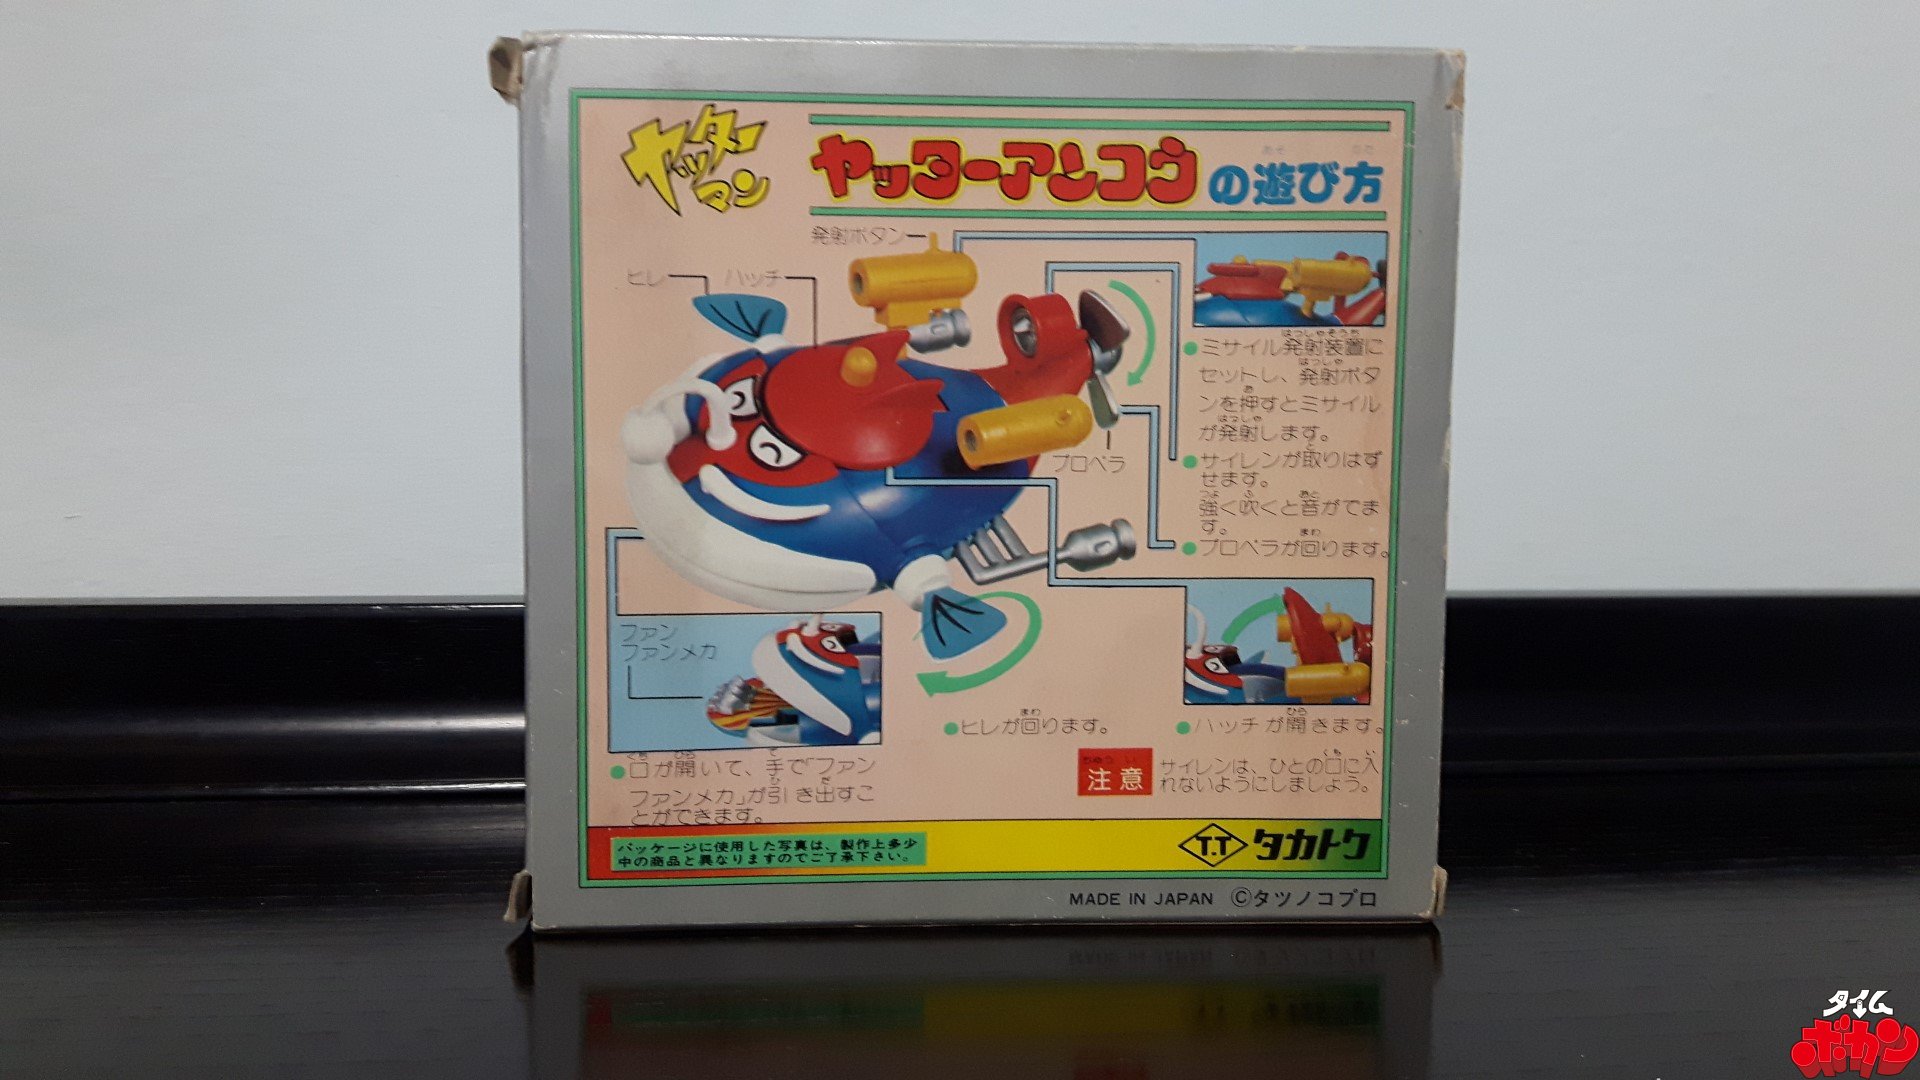 ヤッターマン
ヤッターアンコウの遊び方
発射ボタン
ヒレ
ハッチ
プロペラ
●ミサイル発射装置に
セットし、発射ボタ
ンを押すとミサイル
が発射します。
●サイレンが取りはず
せます。
強く吹くと音がでま
す。
●プロペラが回ります。
ファン
ファンメカ
●ヒレが回ります。
●ハッチが開きます。
●口が開いて、手で「ファン
ファンメカ」が引き出すこ
とができます。
注意
サイレンは、ひとの口に入
れないようにしましょう。
パッケージに使用した写真は、製作上多少
中の商品と異なりますのでご了承下さい。
T.T タカトク
MADE IN JAPAN ©タツノコプロ
タイム
ボカン